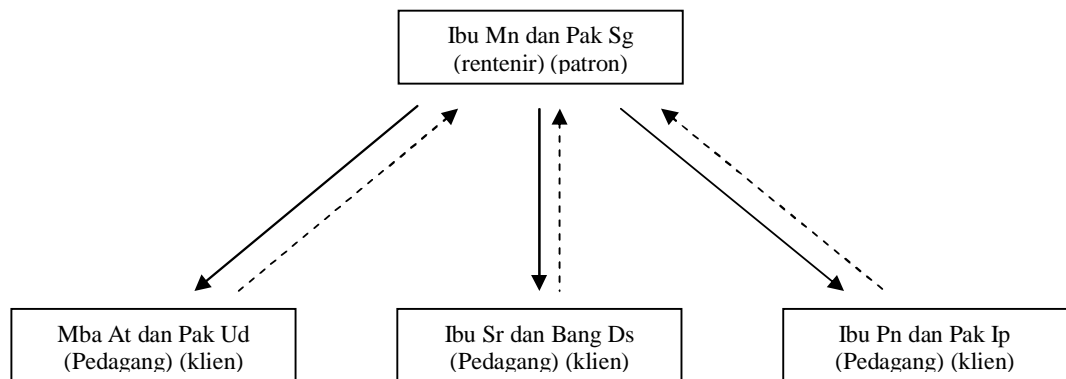 Ibu Mn dan Pak Sg
(rentenir) (patron)
Mba At dan Pak Ud
(Pedagang) (klien)
Ibu Sr dan Bang Ds
(Pedagang) (klien)
Ibu Pn dan Pak Ip
(Pedagang) (klien)